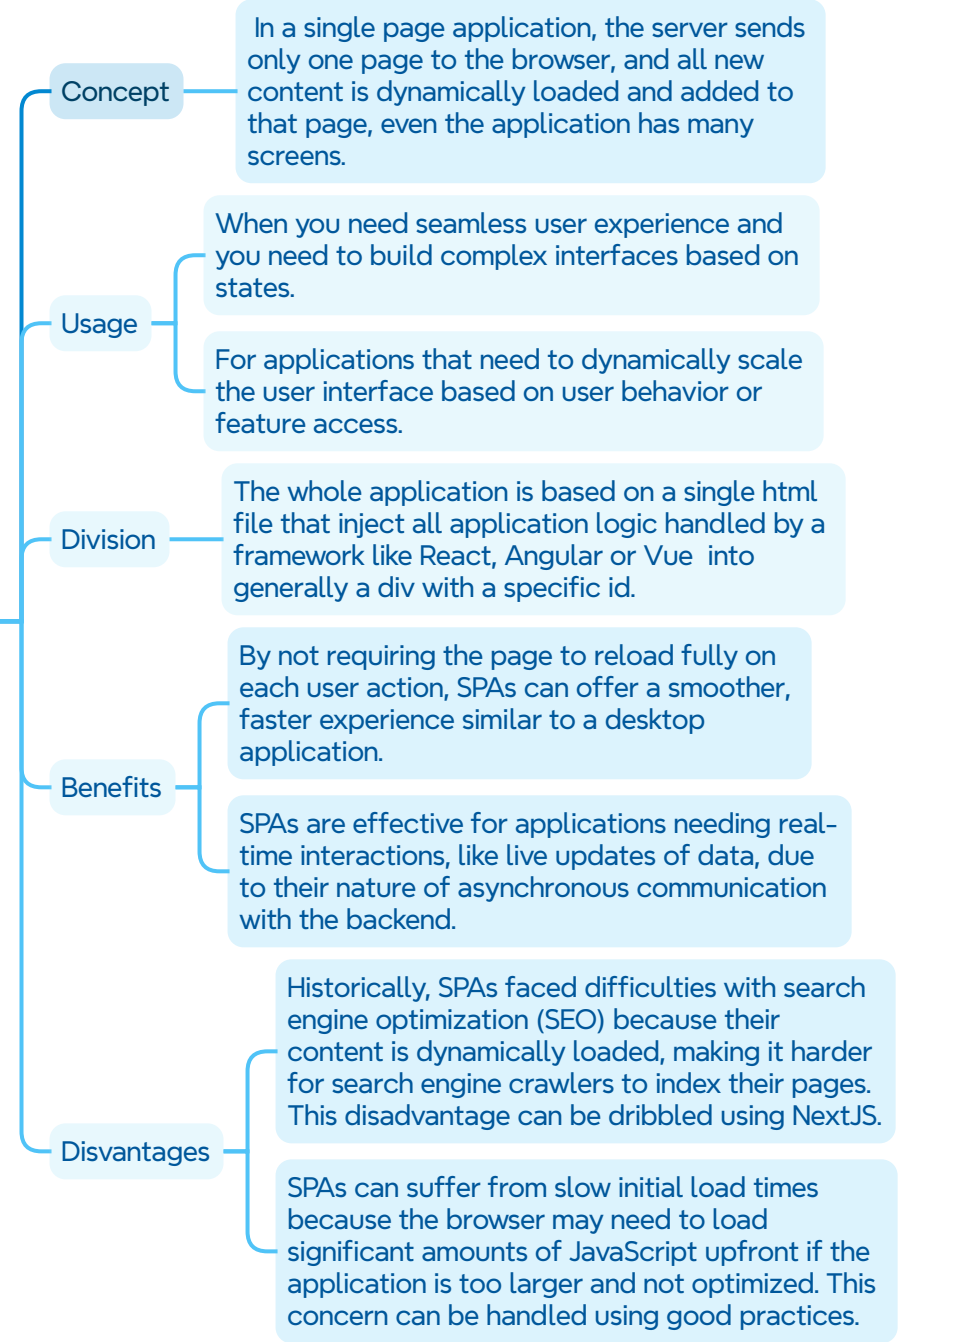 Concept
In a single page application, the server sends
only one page to the browser, and all new
content is dynamically loaded and added to
that page, even the application has many
screens.
Usage
When you need seamless user experience and
you need to build complex interfaces based on
states.
For applications that need to dynamically scale
the user interface based on user behavior or
feature access.
Division
The whole application is based on a single html
file that inject all application logic handled by a
framework like React, Angular or Vue  into
generally a div with a specific id.
Benefits
By not requiring the page to reload fully on
each user action, SPAs can offer a smoother,
faster experience similar to a desktop
application.
SPAs are effective for applications needing real-
time interactions, like live updates of data, due
to their nature of asynchronous communication
with the backend.
Disvantages
Historically, SPAs faced difficulties with search
engine optimization (SEO) because their
content is dynamically loaded, making it harder
for search engine crawlers to index their pages.
This disadvantage can be dribbled using NextJS.
SPAs can suffer from slow initial load times
because the browser may need to load
significant amounts of JavaScript upfront if the
application is too larger and not optimized. This
concern can be handled using good practices.